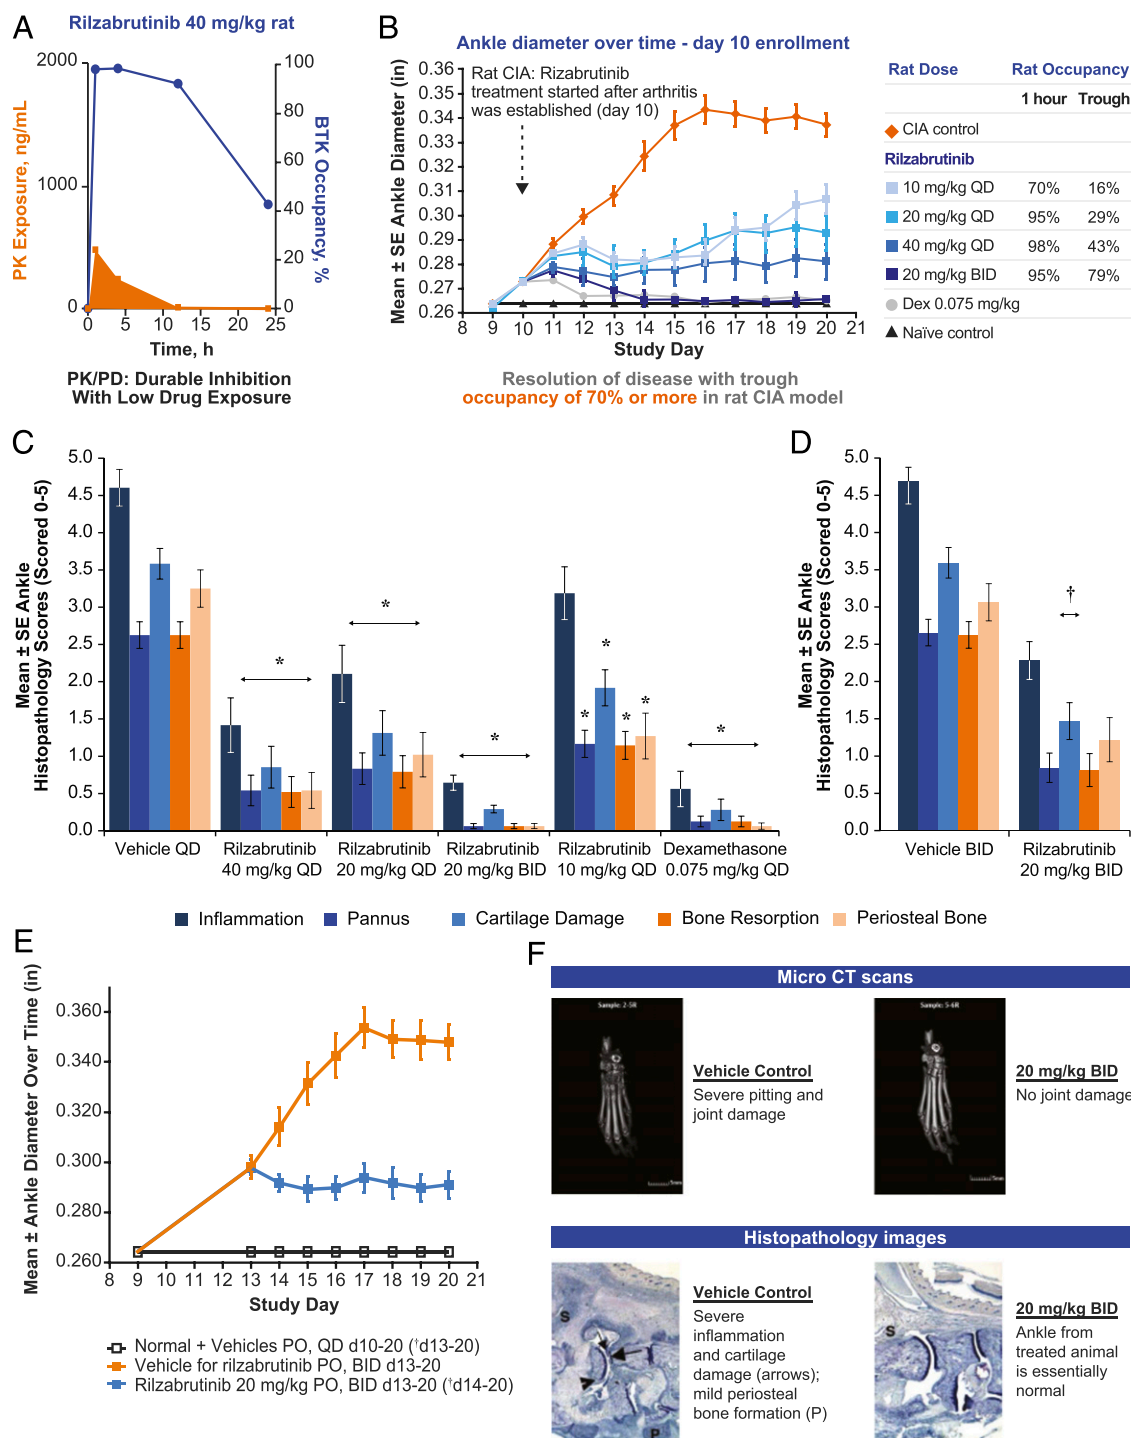 A
Rilzabrutinib 40 mg/kg rat
2000
1000
0
PK Exposure, ng/mL
100
80
60
40
20
0
BTK Occupancy, %
0 5 10 15 20 25
Time, h
PK/PD: Durable Inhibition
With Low Drug Exposure
B
Ankle diameter over time - day 10 enrollment
Mean ± SE Ankle Diameter (in)
0.36
0.35
0.34
0.33
0.32
0.31
0.30
0.29
0.28
0.27
0.26
Rat CIA: Rizabrutinib
treatment started after arthritis
was established (day 10)
8 9 10 11 12 13 14 15 16 17 18 19 20 21
Study Day
Resolution of disease with trough
occupancy of 70% or more in rat CIA model
Rat Dose Rat Occupancy
1 hour Trough
CIA control
Rilzabrutinib
10 mg/kg QD 70% 16%
20 mg/kg QD 95% 29%
40 mg/kg QD 98% 43%
20 mg/kg BID 95% 79%
Dex 0.075 mg/kg
Naïve control
C
Mean ± SE Ankle
Histopathology Scores (Scored 0-5)
5.0
4.5
4.0
3.5
3.0
2.5
2.0
1.5
1.0
0.5
0.0
* * * * * * * *
Vehicle QD
Rilzabrutinib
40 mg/kg QD
Rilzabrutinib
20 mg/kg QD
Rilzabrutinib
20 mg/kg BID
Rilzabrutinib
10 mg/kg QD
Dexamethasone
0.075 mg/kg QD
D
Mean ± SE Ankle
Histopathology Scores (Scored 0-5)
5.0
4.5
4.0
3.5
3.0
2.5
2.0
1.5
1.0
0.5
0.0
†
Vehicle BID
Rilzabrutinib
20 mg/kg BID
Inflammation Pannus Cartilage Damage Bone Resorption Periosteal Bone
E
Mean ± Ankle Diameter Over Time (in)
0.360
0.340
0.320
0.300
0.280
0.260
8 9 10 11 12 13 14 15 16 17 18 19 20 21
Study Day
Normal + Vehicles PO, QD d10-20 (†d13-20)
Vehicle for rilzabrutinib PO, BID d13-20
Rilzabrutinib 20 mg/kg PO, BID d13-20 (†d14-20)
F
Micro CT scans
Sample: 2-5R
Vehicle Control
Severe pitting and
joint damage
Sample: 5-6R
20 mg/kg BID
No joint damage
Histopathology images
S
P
Vehicle Control
Severe
inflammation
and cartilage
damage (arrows);
mild periosteal
bone formation (P)
S
20 mg/kg BID
Ankle from
treated animal
is essentially
normal